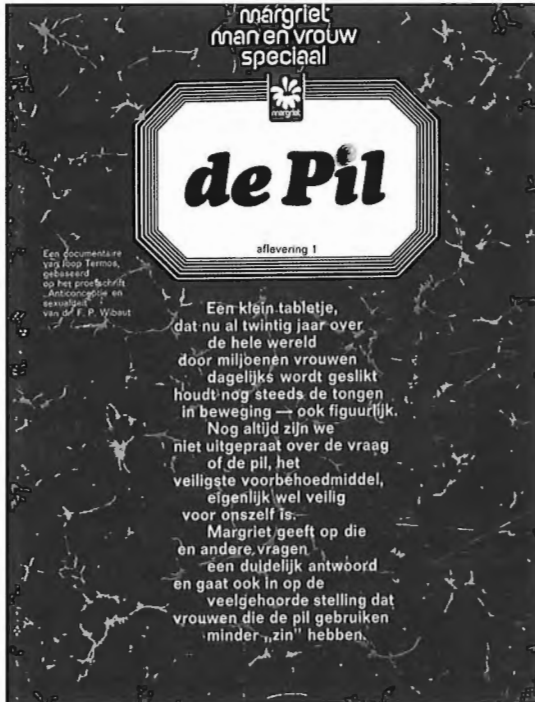 margriet
man en vrouw
speciaal
margriet
de Pil
aflevering 1
Een documentaire
van Joop Termos,
gebaseerd
op het proefschrift
„Anticonceptie en
sexualiteit”
van dr. F. P. Wibaut
Een klein tabletje,
dat nu al twintig jaar over
de hele wereld
door miljoenen vrouwen
dagelijks wordt geslikt
houdt nog steeds de tongen
in beweging — ook figuurlijk.
Nog altijd zijn we
niet uitgepraat over de vraag
of de pil, het
veiligste voorbehoedmiddel,
eigenlijk wel veilig
voor onszelf is.
Margriet geeft op die
en andere vragen
een duidelijk antwoord
en gaat ook in op de
veelgehoorde stelling dat
vrouwen die de pil gebruiken
minder „zin” hebben.